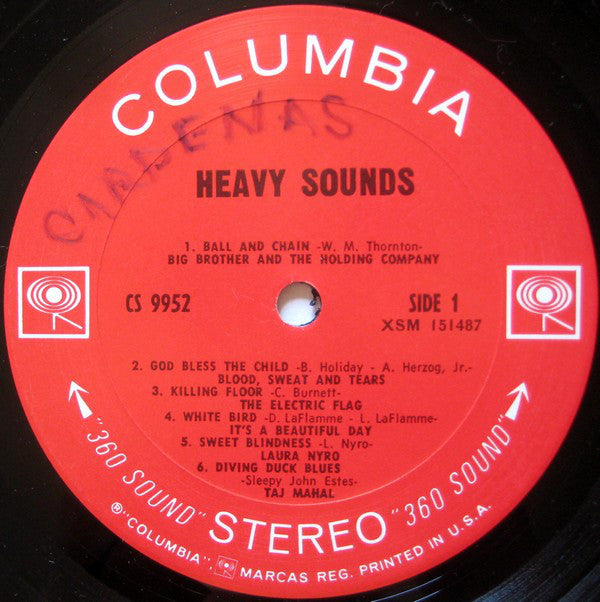 COLUMBIA
CARDENAS
HEAVY SOUNDS
1. BALL AND CHAIN -W. M. Thornton-
BIG BROTHER AND THE HOLDING COMPANY
CS 9952
SIDE 1
XSM 151487
2. GOD BLESS THE CHILD -B. Holiday - A. Herzog, Jr.-
BLOOD, SWEAT AND TEARS
3. KILLING FLOOR -C. Burnett-
THE ELECTRIC FLAG
4. WHITE BIRD -D. LaFlamme - L. LaFlamme-
IT'S A BEAUTIFUL DAY
5. SWEET BLINDNESS -L. Nyro-
LAURA NYRO
6. DIVING DUCK BLUES
-Sleepy John Estes-
TAJ MAHAL
"360 SOUND" STEREO "360 SOUND"
®"COLUMBIA", MARCAS REG. PRINTED IN U.S.A.